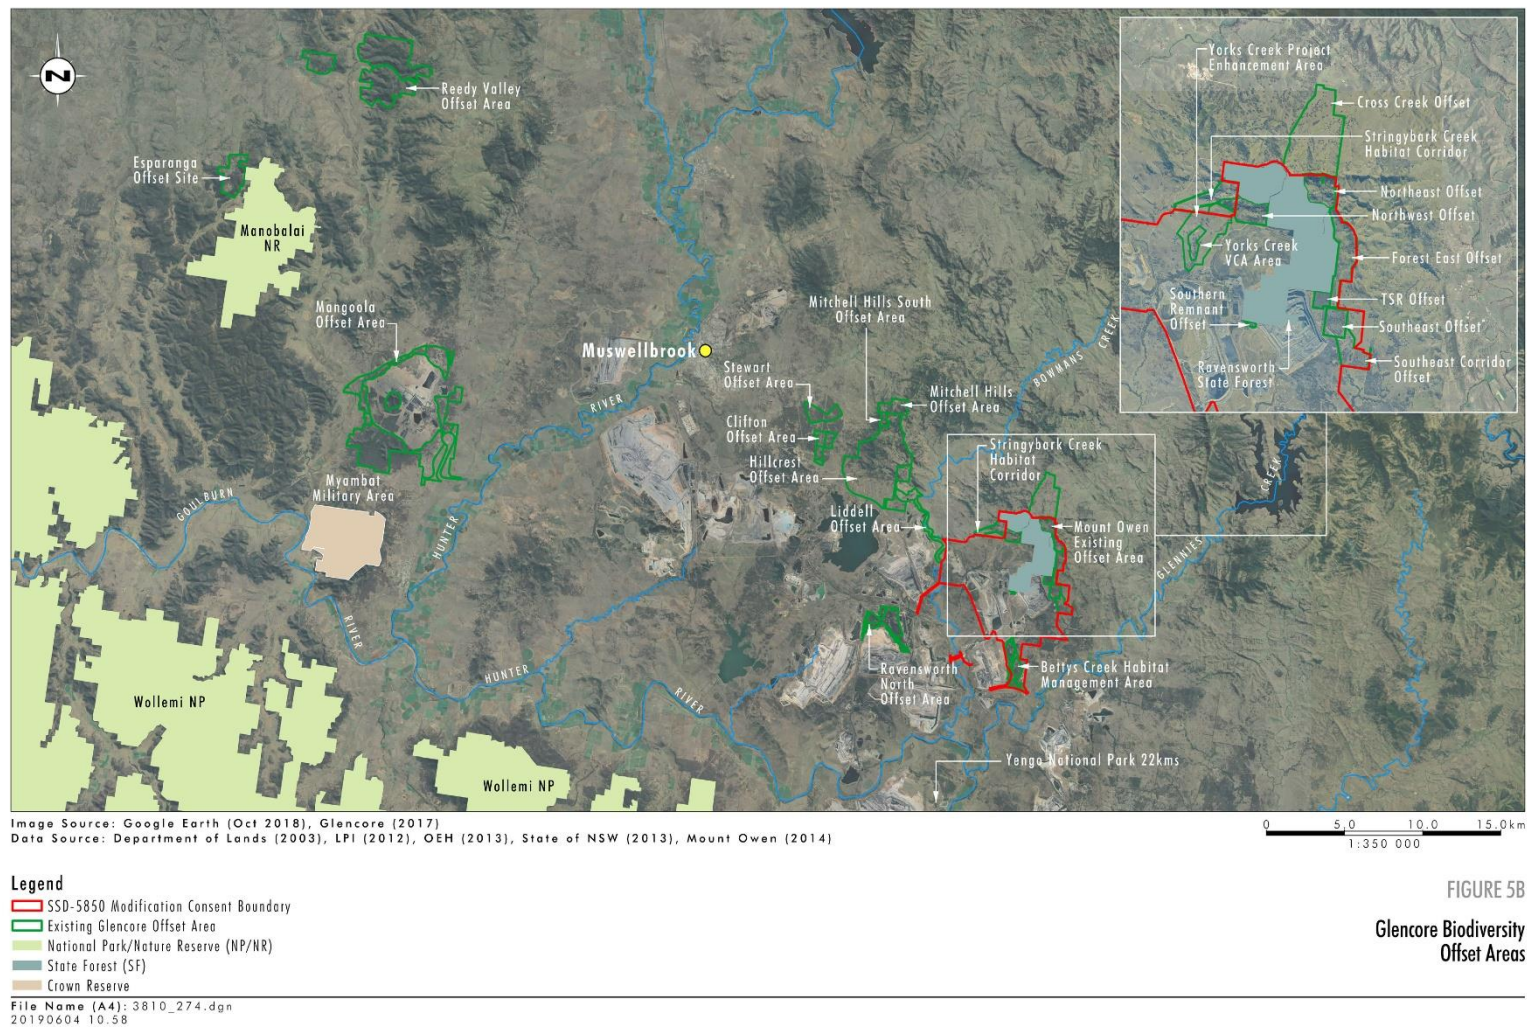 N
Reedy Valley
Offset Area
Esparanga
Offset Site
Manobalai
NR
Mangoola
Offset Area
Muswellbrook
Mitchell Hills South
Offset Area
Stewart
Offset Area
Mitchell Hills
Offset Area
Clifton
Offset Area
Hillcrest
Offset Area
Liddell
Offset Area
Stringybark Creek
Habitat
Corridor
Mount Owen
Existing
Offset Area
Myambat
Military Area
GOULBURN
RIVER
HUNTER
RIVER
HUNTER
RIVER
BOWMANS CREEK
GLENNIES
CREEK
Ravensworth
North
Offset Area
Bettys Creek Habitat
Management Area
Yengo National Park 22kms
Wollemi NP
Wollemi NP
Yorks Creek Project
Enhancement Area
Cross Creek Offset
Stringybark Creek
Habitat Corridor
Northeast Offset
Northwest Offset
Yorks Creek
VCA Area
Forest East Offset
Southern
Remnant
Offset
TSR Offset
Southeast Offset
Ravensworth
State Forest
Southeast Corridor
Offset
Image Source: Google Earth (Oct 2018), Glencore (2017)
Data Source: Department of Lands (2003), LPI (2012), OEH (2013), State of NSW (2013), Mount Owen (2014)
0 5.0 10.0 15.0km
1:350 000
Legend
SSD-5850 Modification Consent Boundary
Existing Glencore Offset Area
National Park/Nature Reserve (NP/NR)
State Forest (SF)
Crown Reserve
FIGURE 5B
Glencore Biodiversity
Offset Areas
File Name (A4): 3810_274.dgn
20190604 10.58